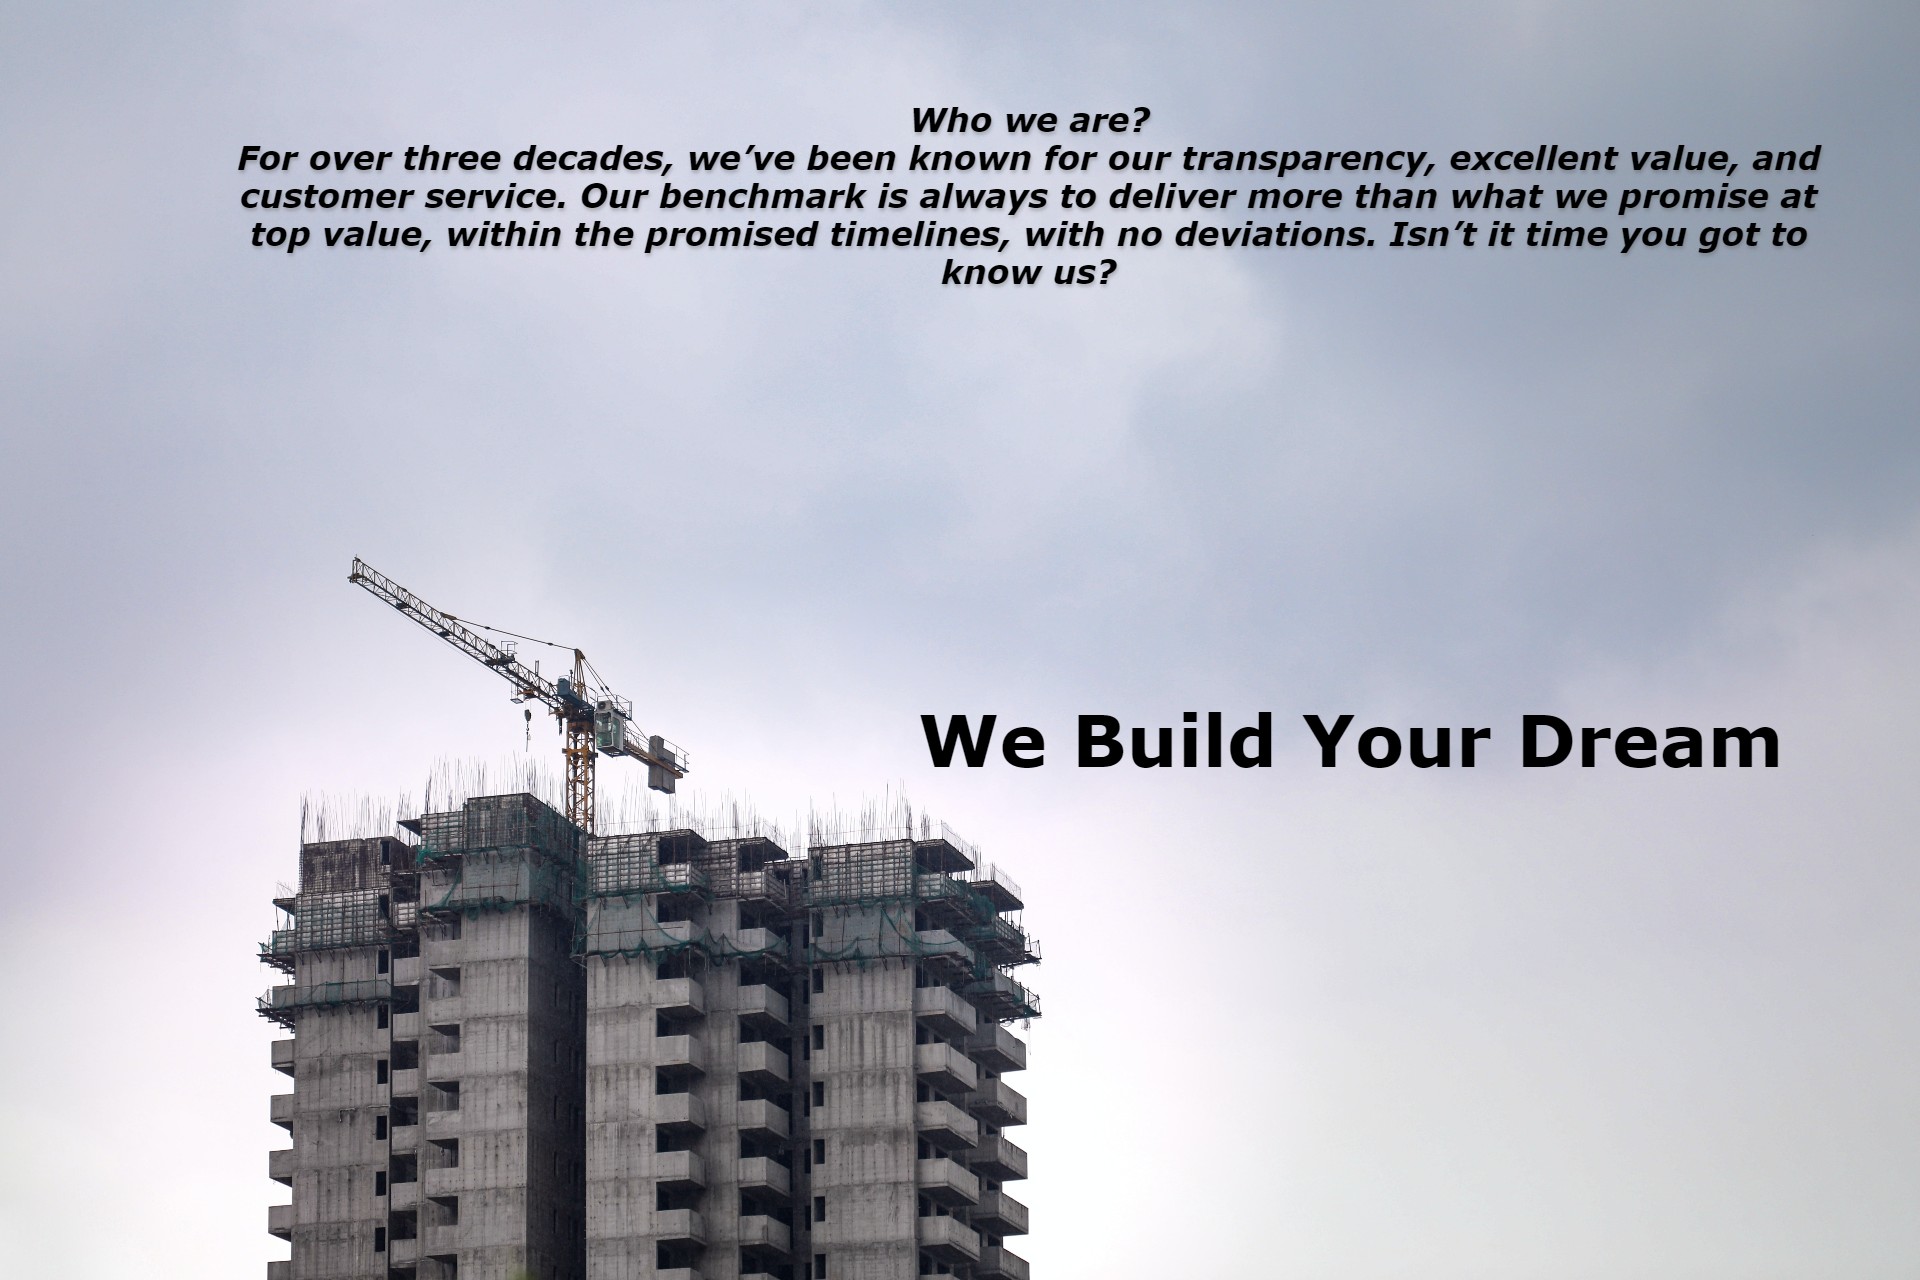 Who we are?
For over three decades, we’ve been known for our transparency, excellent value, and
customer service. Our benchmark is always to deliver more than what we promise at
top value, within the promised timelines, with no deviations. Isn’t it time you got to
know us?
We Build Your Dream